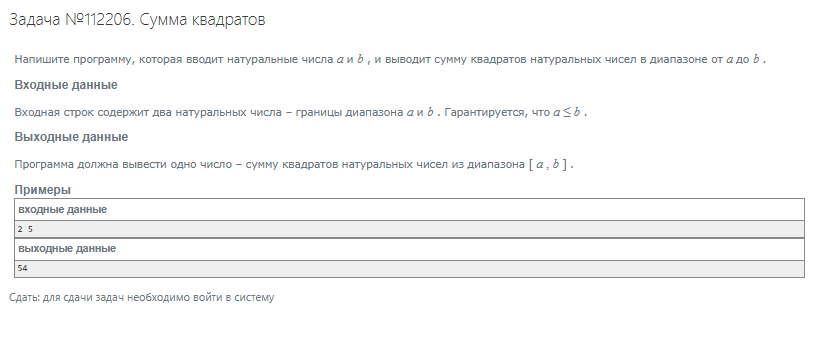 Задача №112206. Сумма квадратов
Напишите программу, которая вводит натуральные числа a и b , и выводит сумму квадратов натуральных чисел в диапазоне от a до b .
Входные данные
Входная строк содержит два натуральных числа – границы диапазона a и b . Гарантируется, что a ≤ b .
Выходные данные
Программа должна вывести одно число – сумму квадратов натуральных чисел из диапазона [ a , b ] .
Примеры
входные данные
2 5
выходные данные
54
Сдать: для сдачи задач необходимо войти в систему